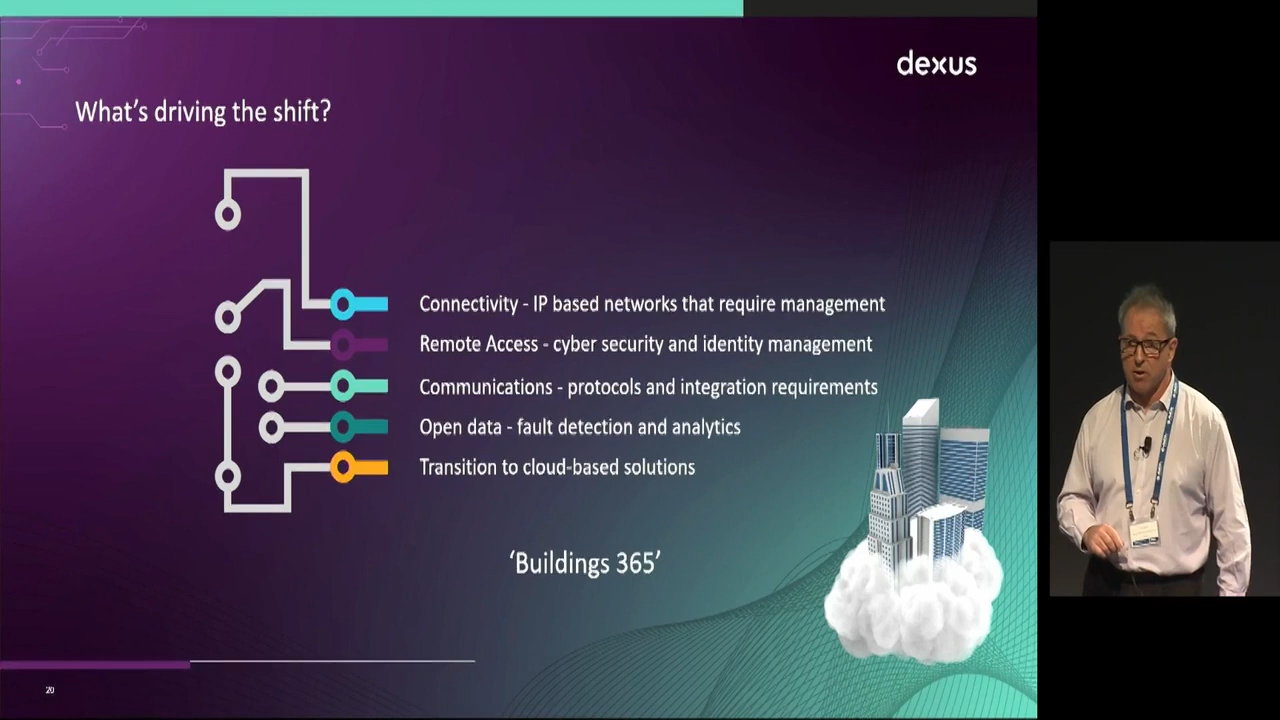 dexus
What's driving the shift?
Connectivity - IP based networks that require management
Remote Access - cyber security and identity management
Communications - protocols and integration requirements
Open data - fault detection and analytics
Transition to cloud-based solutions
‘Buildings 365’
20